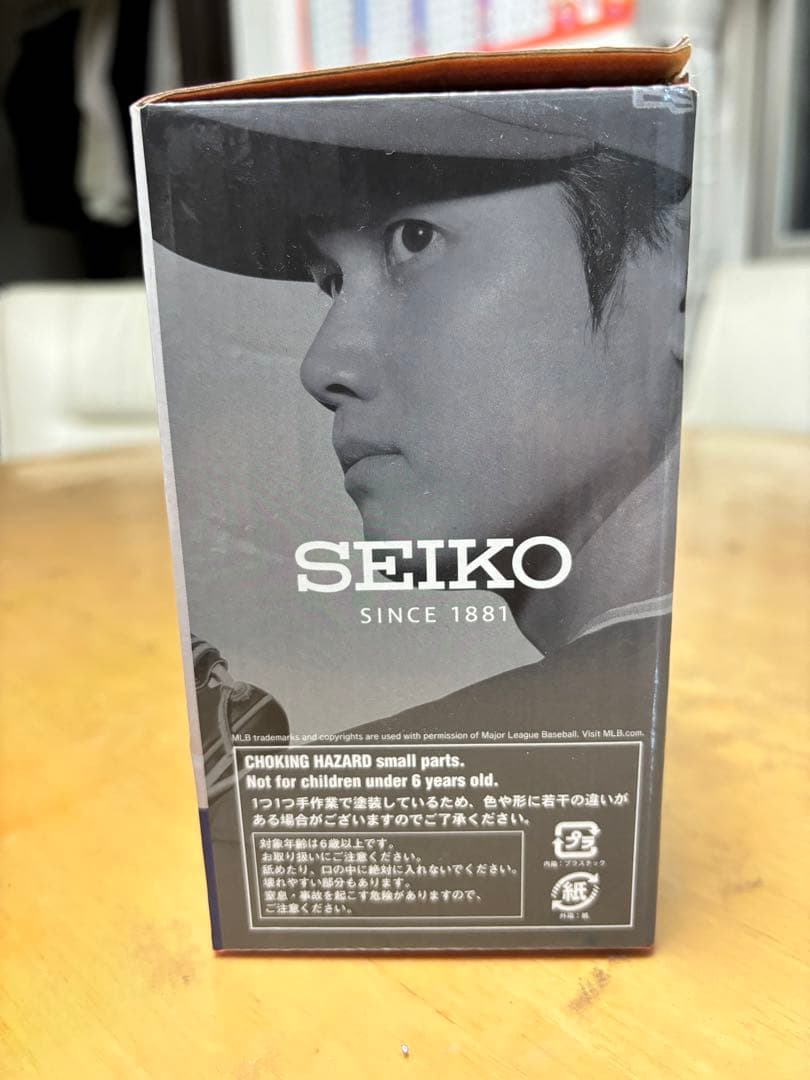 SEIKO
SINCE 1881
MLB trademarks and copyrights are used with permission of Major League Baseball. Visit MLB.com.
CHOKING HAZARD small parts.
Not for children under 6 years old.
1つ1つ手作業で塗装しているため、色や形に若干の違いが
ある場合がございますのでご了承ください。
対象年齢は6歳以上です。
お取り扱いにご注意ください。
舐めたり、口の中に絶対に入れないでください。
壊れやすい部分もあります。
窒息・事故を起こす危険がありますので、
ご注意ください。
プラ
内箱:プラスチック
紙
外箱:紙